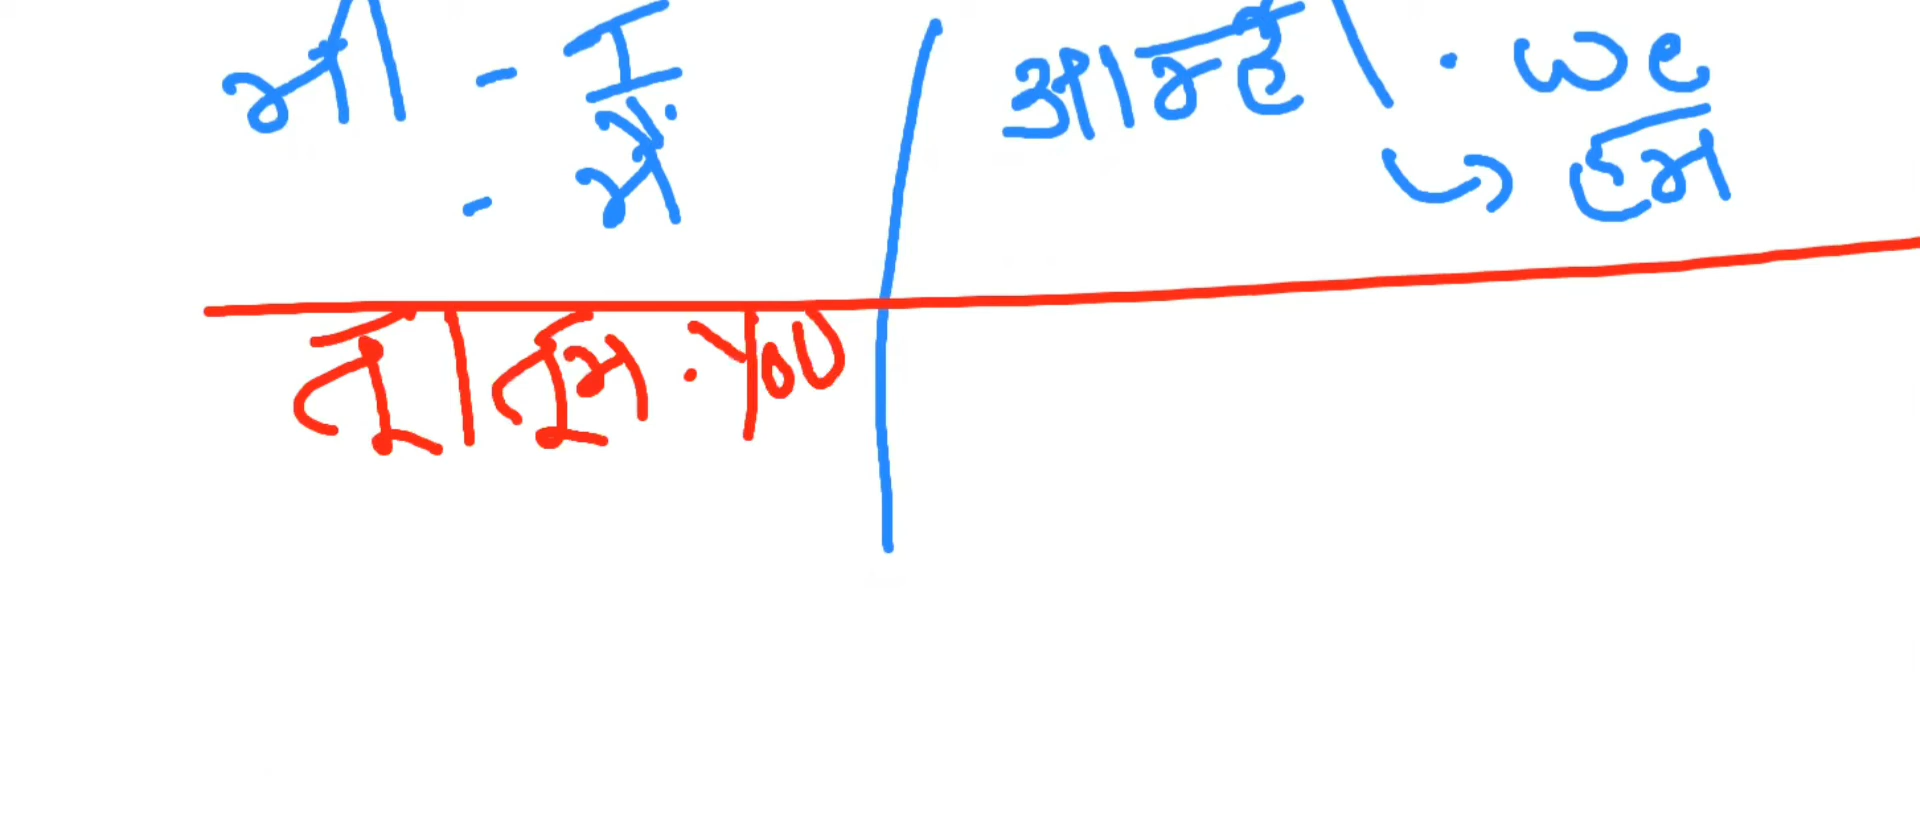 मी - I
- मैं
आम्ही . we
हम
तू । तुम . You